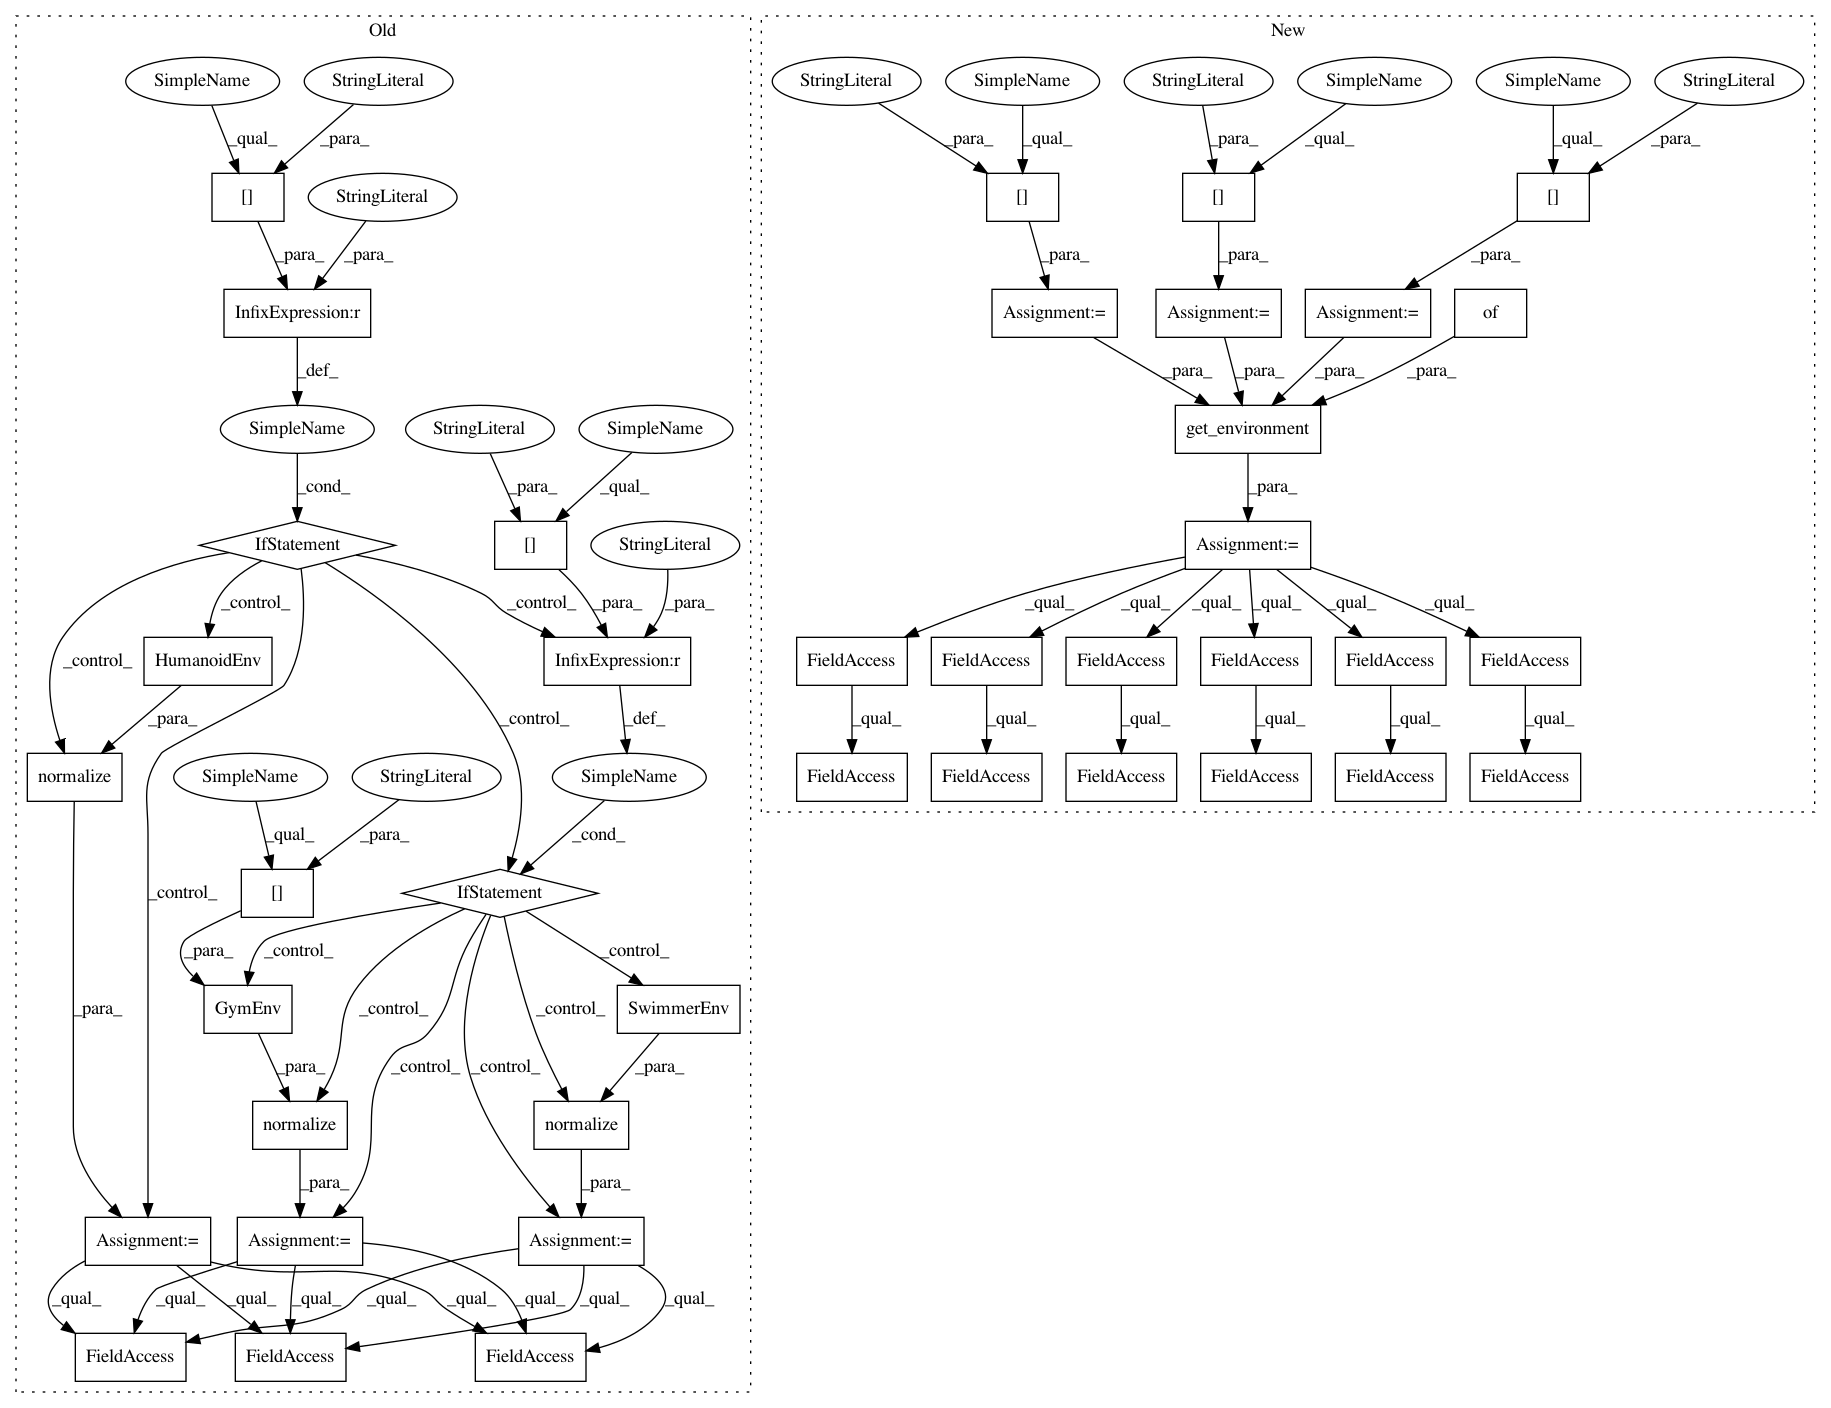 Old
SimpleName
StringLiteral
_qual_
_para_
[]
StringLiteral
_para_
_para_
InfixExpression:r
_def_
SimpleName
StringLiteral
SimpleName
_cond_
_para_
_qual_
IfStatement
[]
StringLiteral
_control_
_control_
_para_
_para_
_control_
HumanoidEnv
InfixExpression:r
_para_
_control_
_def_
normalize
SimpleName
StringLiteral
SimpleName
_qual_
_para_
_cond_
_control_
[]
IfStatement
_para_
_control_
_control_
GymEnv
SwimmerEnv
_para_
_control_
_control_
_para_
_control_
_control_
_para_
normalize
normalize
_para_
_para_
Assignment:=
Assignment:=
Assignment:=
_qual_
_qual_
_qual_
_qual_
_qual_
_qual_
_qual_
_qual_
_qual_
FieldAccess
FieldAccess
FieldAccess
New
StringLiteral
SimpleName
StringLiteral
SimpleName
SimpleName
StringLiteral
_para_
_qual_
_para_
_qual_
_qual_
_para_
[]
[]
[]
_para_
_para_
_para_
Assignment:=
Assignment:=
Assignment:=
of
_para_
_para_
_para_
_para_
get_environment
_para_
Assignment:=
_qual_
_qual_
_qual_
_qual_
_qual_
_qual_
FieldAccess
FieldAccess
FieldAccess
FieldAccess
FieldAccess
FieldAccess
_qual_
_qual_
_qual_
_qual_
_qual_
_qual_
FieldAccess
FieldAccess
FieldAccess
FieldAccess
FieldAccess
FieldAccess